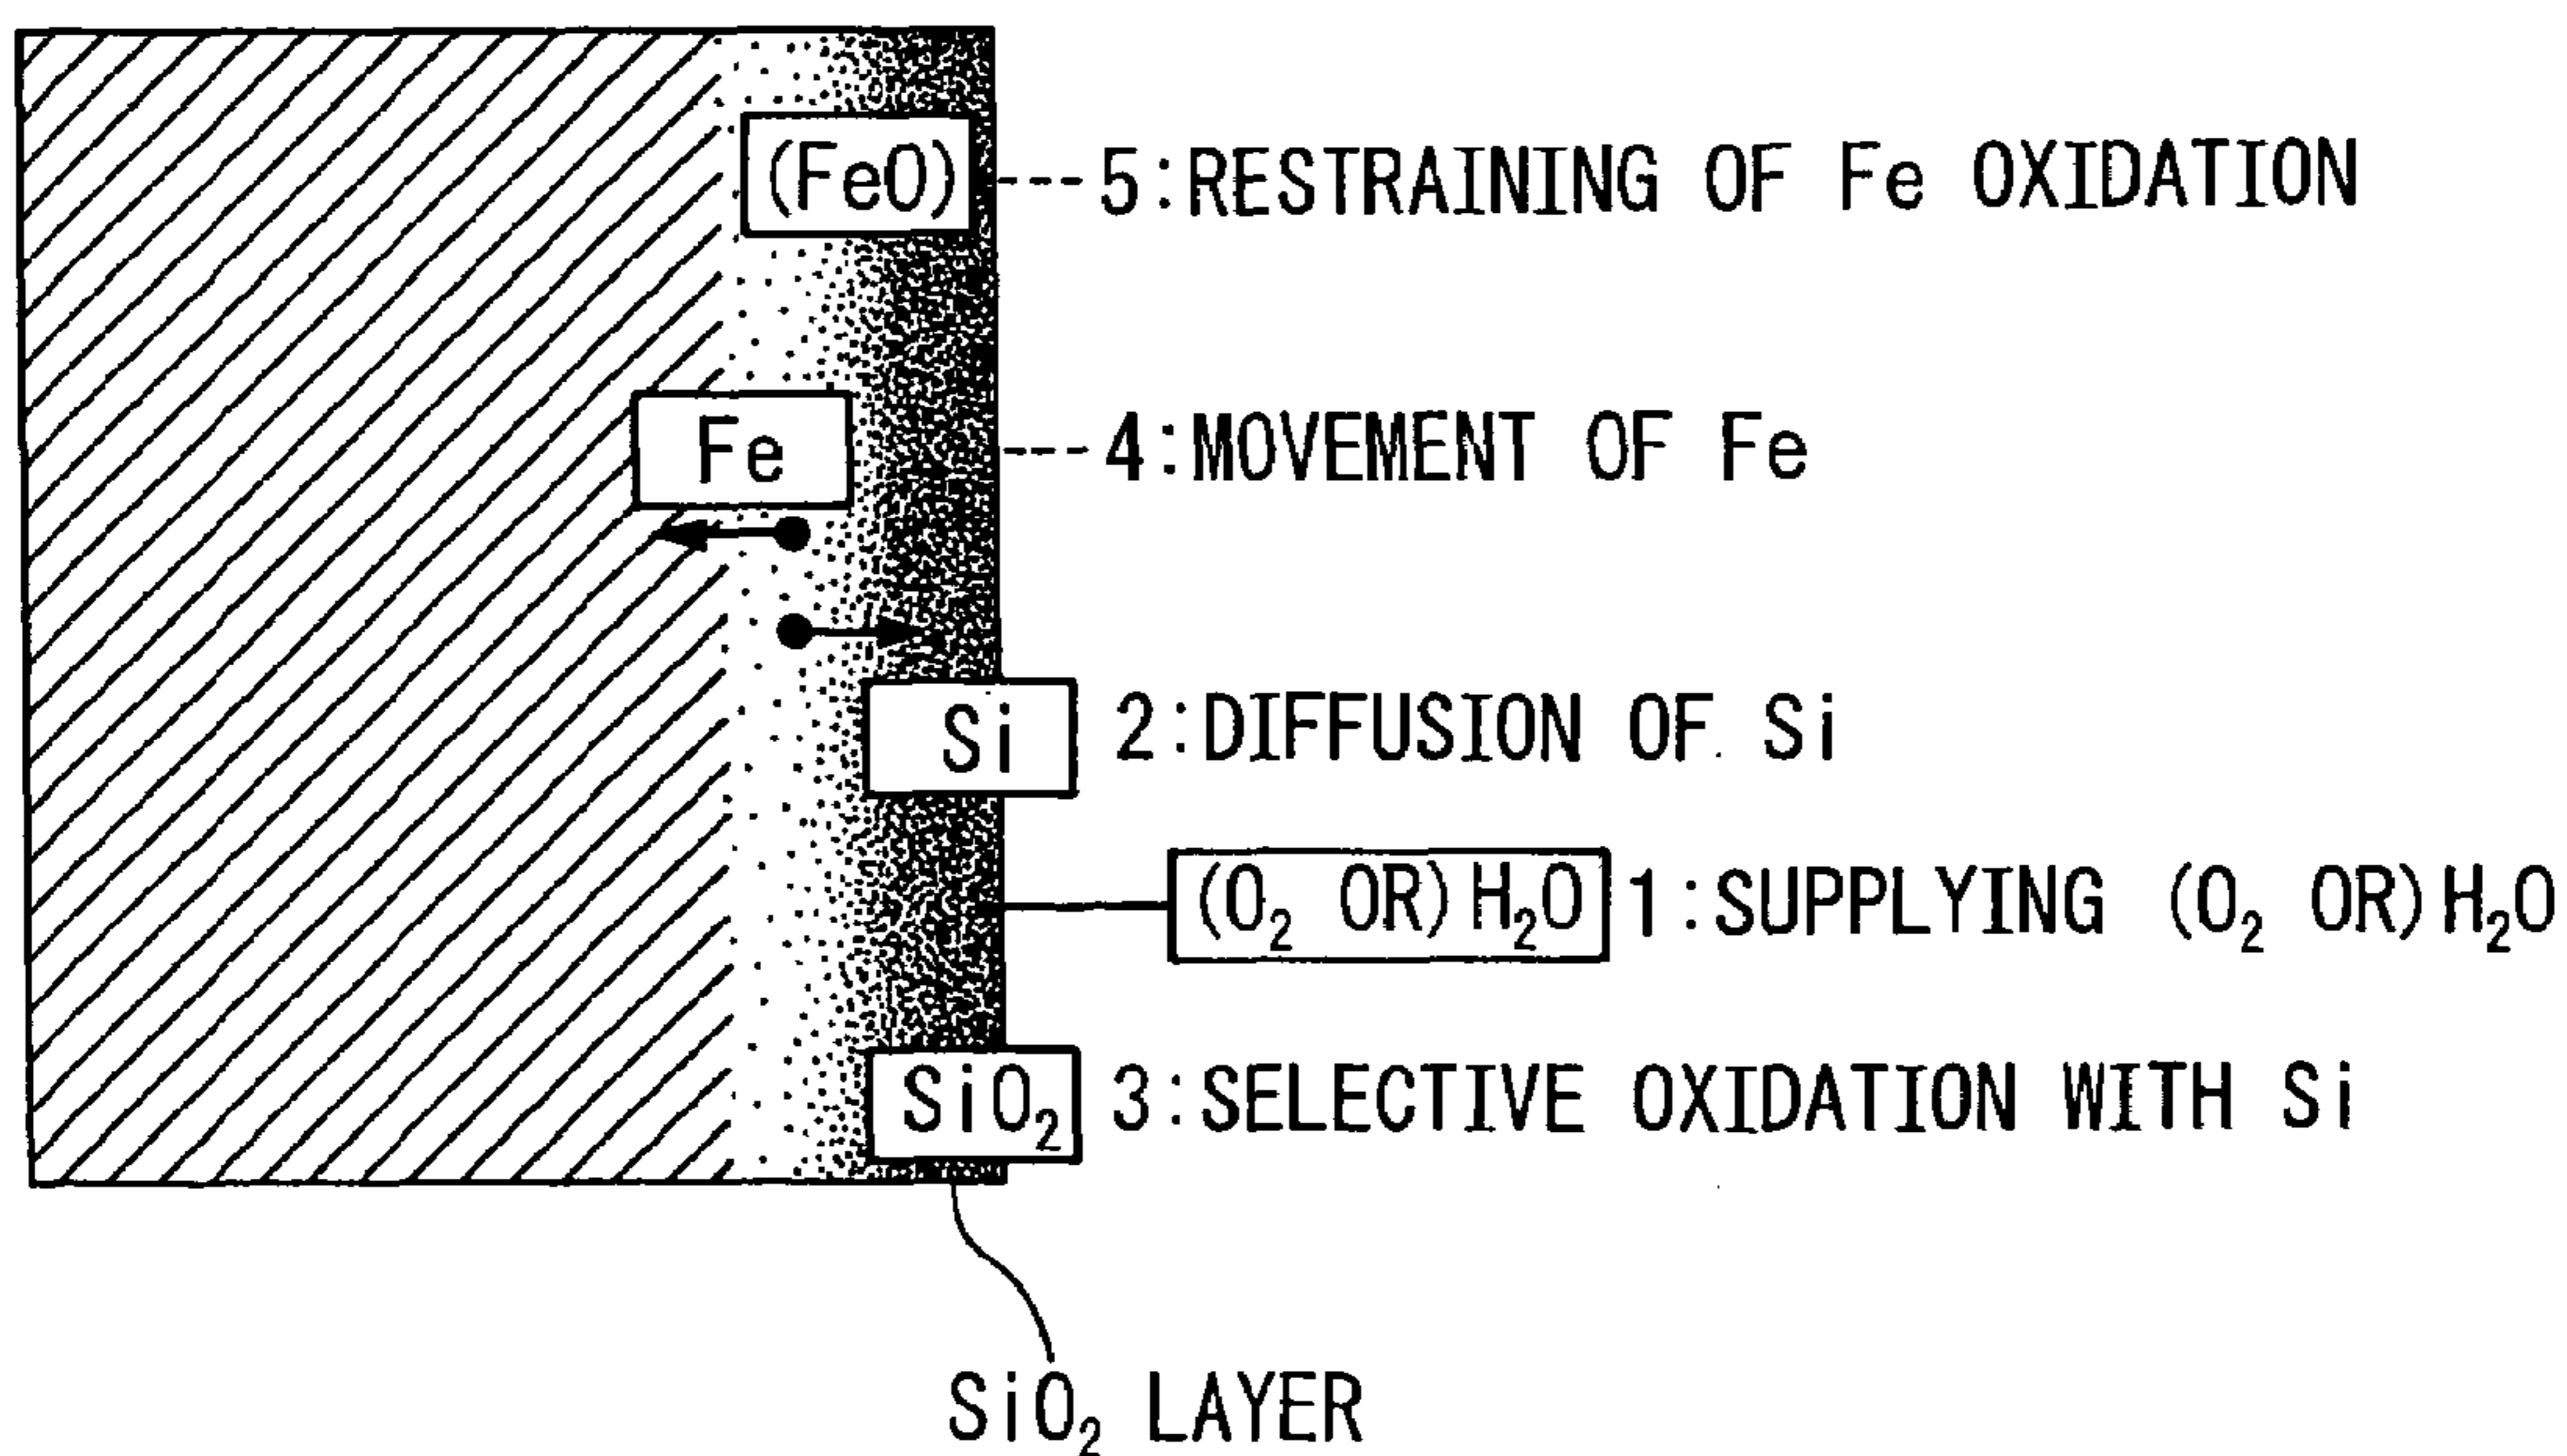 (FeO) 5:RESTRAINING OF Fe OXIDATION
Fe 4:MOVEMENT OF Fe
Si 2:DIFFUSION OF Si
(O₂ OR)H₂O 1:SUPPLYING (O₂ OR)H₂O
SiO₂ 3:SELECTIVE OXIDATION WITH Si
SiO₂ LAYER